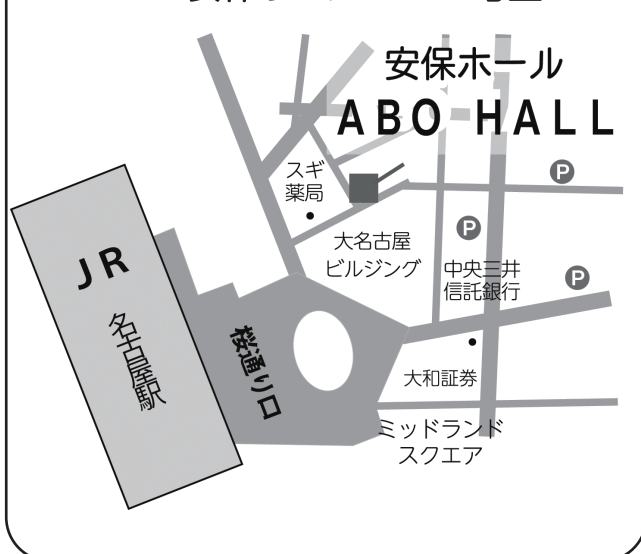 安保ホール
ABO HALL
スギ
薬局
P
P
大名古屋
ビルジング
中央三井
信託銀行
P
JR
名古屋駅
桜通り口
大和証券
ミッドランド
スクエア